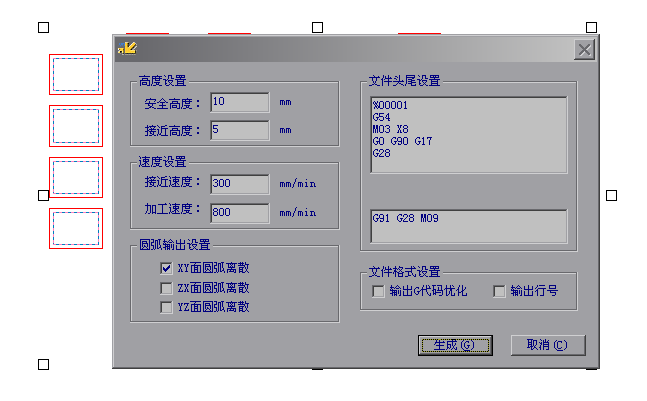 高度设置
安全高度： 10 mm
接近高度： 5 mm
速度设置
接近速度： 300 mm/min
加工速度： 800 mm/min
圆弧输出设置
XY面圆弧离散
ZX面圆弧离散
YZ面圆弧离散
文件头尾设置
%00001
G54
M03 X8
G0 G90 G17
G28
G91 G28 M09
文件格式设置
输出G代码优化 输出行号
生成(G) 取消(C)